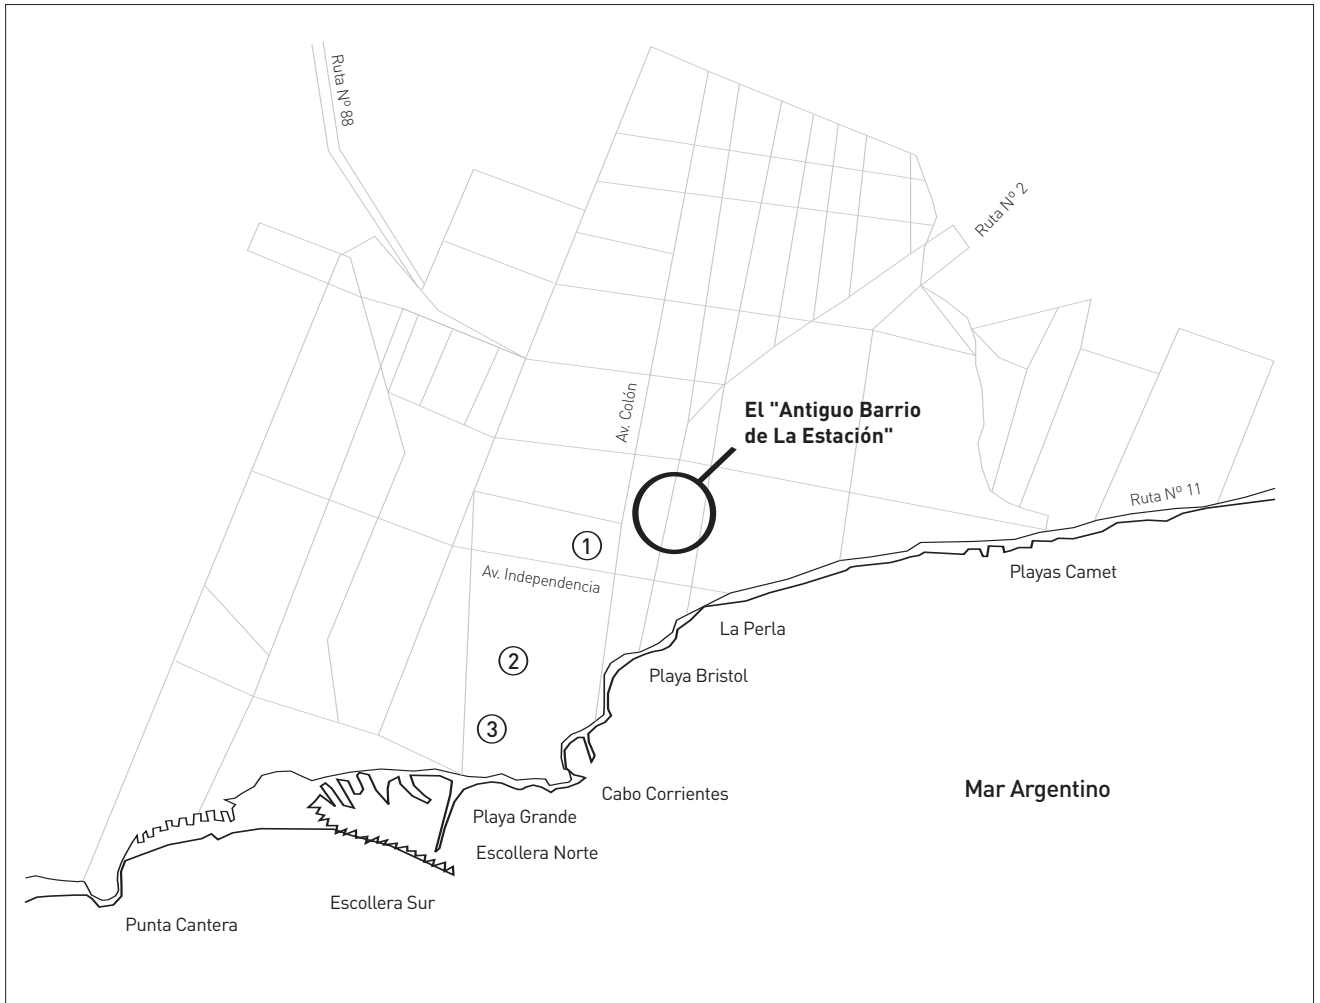 Ruta Nº 88
Ruta Nº 2
Av. Colón
El "Antiguo Barrio
de La Estación"
Ruta Nº 11
1
Av. Independencia
Playas Camet
La Perla
2
Playa Bristol
3
Cabo Corrientes
Mar Argentino
Playa Grande
Escollera Norte
Escollera Sur
Punta Cantera